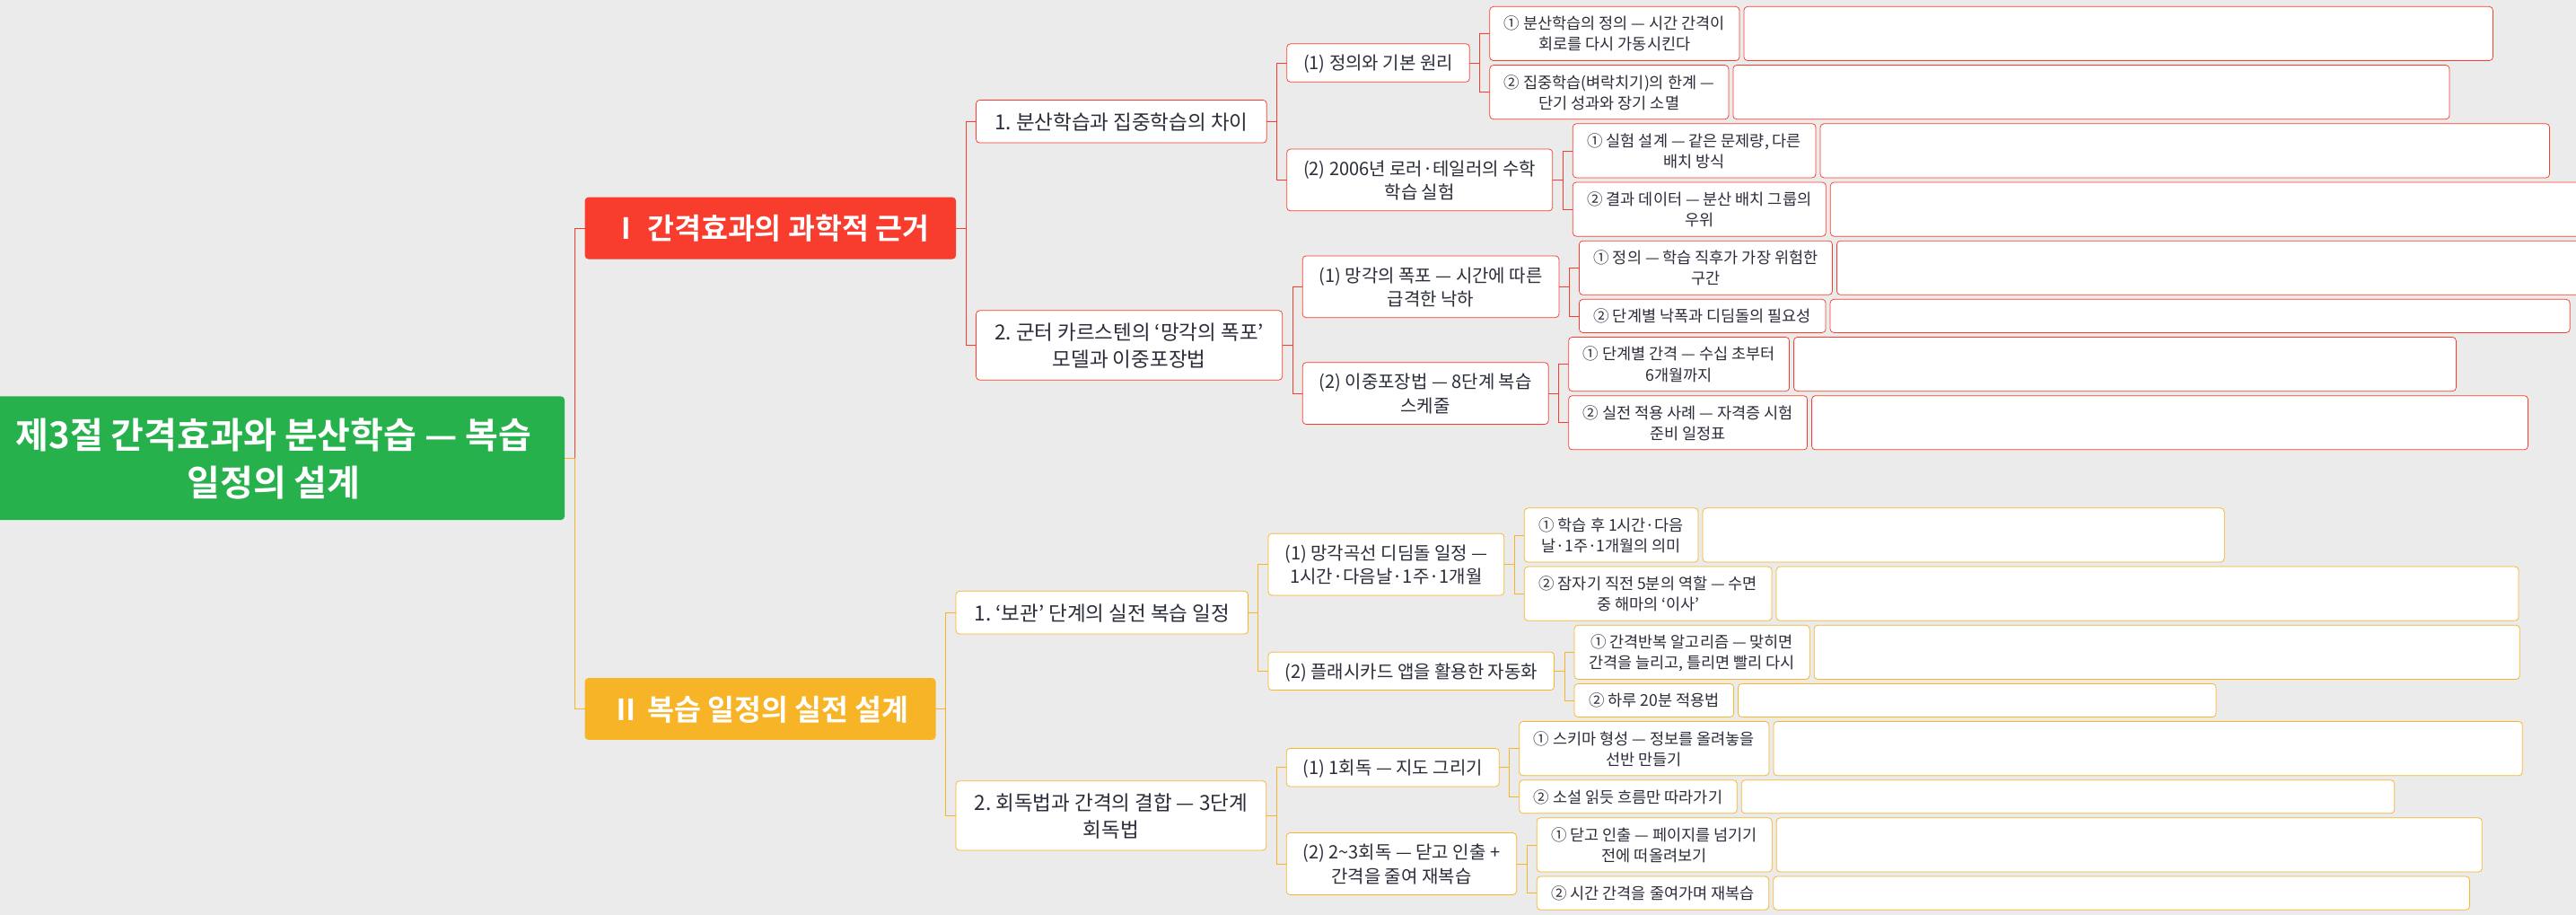 제3절 간격효과와 분산학습 — 복습
일정의 설계
Ⅰ 간격효과의 과학적 근거
1. 분산학습과 집중학습의 차이
(1) 정의와 기본 원리
① 분산학습의 정의 — 시간 간격이
회로를 다시 가동시킨다
② 집중학습(벼락치기)의 한계 —
단기 성과와 장기 소멸
(2) 2006년 로러·테일러의 수학
학습 실험
① 실험 설계 — 같은 문제량, 다른
배치 방식
② 결과 데이터 — 분산 배치 그룹의
우위
2. 군터 카르스텐의 ‘망각의 폭포’
모델과 이중포장법
(1) 망각의 폭포 — 시간에 따른
급격한 낙하
① 정의 — 학습 직후가 가장 위험한
구간
② 단계별 낙폭과 디딤돌의 필요성
(2) 이중포장법 — 8단계 복습
스케줄
① 단계별 간격 — 수십 초부터
6개월까지
② 실전 적용 사례 — 자격증 시험
준비 일정표
Ⅱ 복습 일정의 실전 설계
1. ‘보관’ 단계의 실전 복습 일정
(1) 망각곡선 디딤돌 일정 —
1시간·다음날·1주·1개월
① 학습 후 1시간·다음
날·1주·1개월의 의미
② 잠자기 직전 5분의 역할 — 수면
중 해마의 ‘이사’
(2) 플래시카드 앱을 활용한 자동화
① 간격반복 알고리즘 — 맞히면
간격을 늘리고, 틀리면 빨리 다시
② 하루 20분 적용법
2. 회독법과 간격의 결합 — 3단계
회독법
(1) 1회독 — 지도 그리기
① 스키마 형성 — 정보를 올려놓을
선반 만들기
② 소설 읽듯 흐름만 따라가기
(2) 2~3회독 — 닫고 인출 +
간격을 줄여 재복습
① 닫고 인출 — 페이지를 넘기기
전에 떠올려보기
② 시간 간격을 줄여가며 재복습